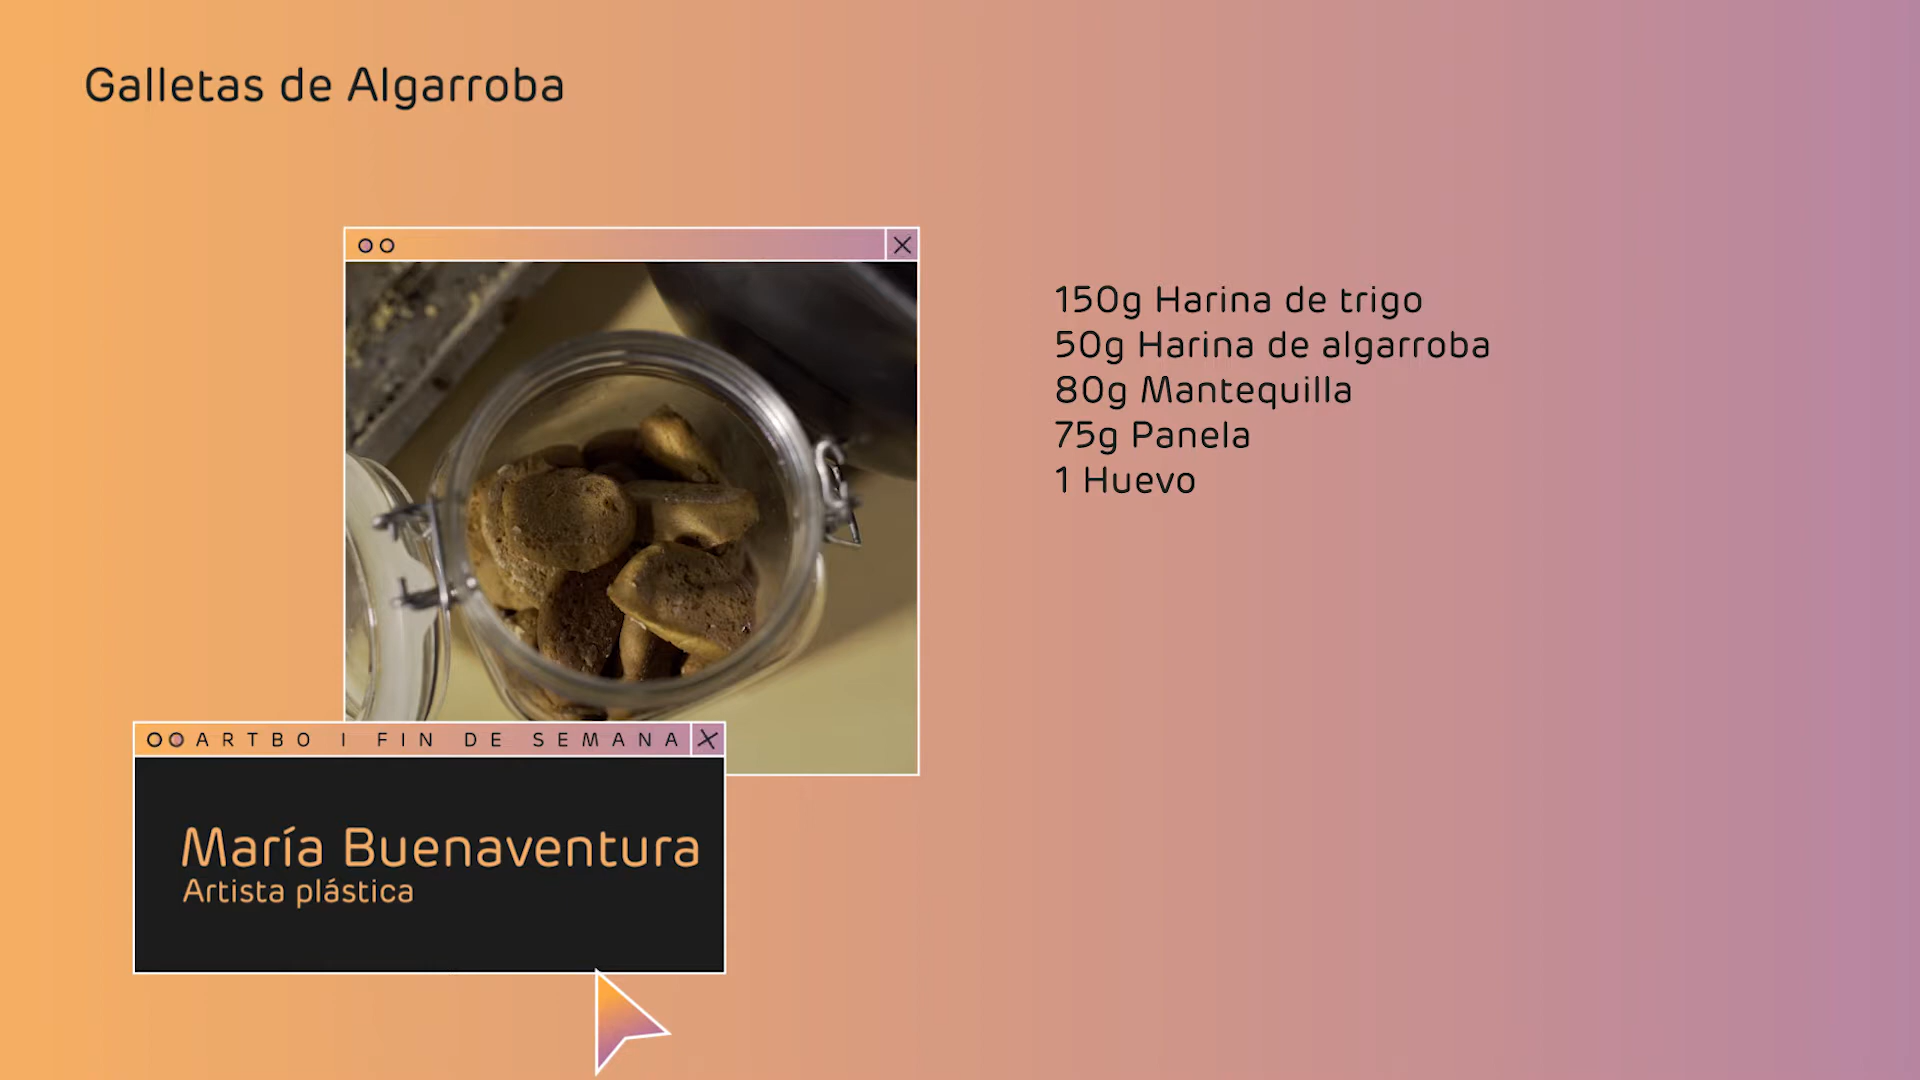 Galletas de Algarroba
150g Harina de trigo
50g Harina de algarroba
80g Mantequilla
75g Panela
1 Huevo
ARTBO | FIN DE SEMANA
María Buenaventura
Artista plástica